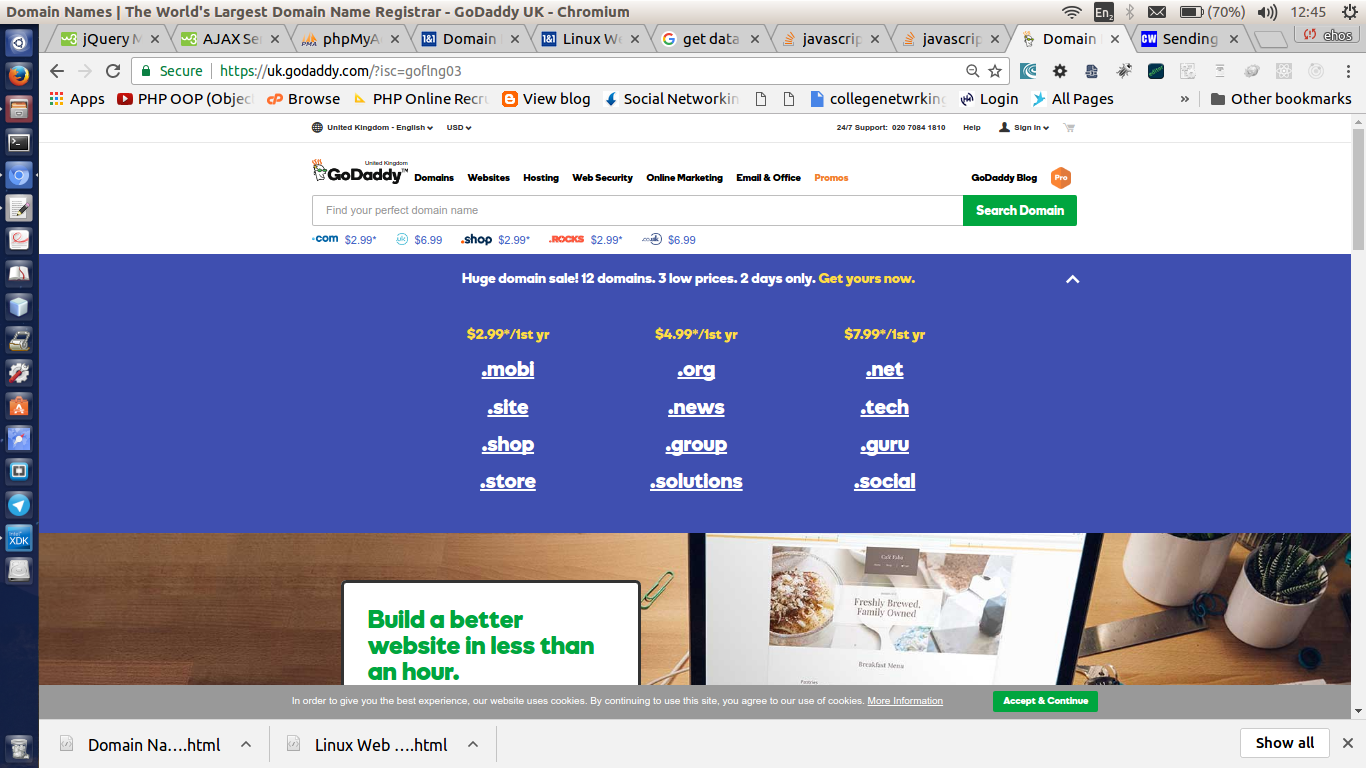 Domain Names | The World's Largest Domain Name Registrar - GoDaddy UK - Chromium
En2 (70%) 12:45
jQuery M AJAX Se phpMyA Domain Linux We get data javascrip javascrip Domain Sending ehos
Secure https://uk.godaddy.com/?isc=goflng03
Apps PHP OOP (Objec Browse PHP Online Recru View blog Social Networkin collegenetwrking Login All Pages » Other bookmarks
United Kingdom - English USD 24/7 Support: 020 7084 1810 Help Sign In
United Kingdom
GoDaddy™ Domains Websites Hosting Web Security Online Marketing Email & Office Promos GoDaddy Blog Pro
Find your perfect domain name Search Domain
.com $2.99* $6.99 .shop $2.99* .ROCKS $2.99* $6.99
Huge domain sale! 12 domains. 3 low prices. 2 days only. Get yours now.
$2.99*/1st yr $4.99*/1st yr $7.99*/1st yr
.mobi .org .net
.site .news .tech
.shop .group .guru
.store .solutions .social
Build a better
website in less than
an hour.
Café Palta
Freshly Brewed,
Family Owned
Breakfast Menu
Pastries
In order to give you the best experience, our website uses cookies. By continuing to use this site, you agree to our use of cookies. More Information Accept & Continue
Domain Na....html Linux Web ....html Show all
XDK